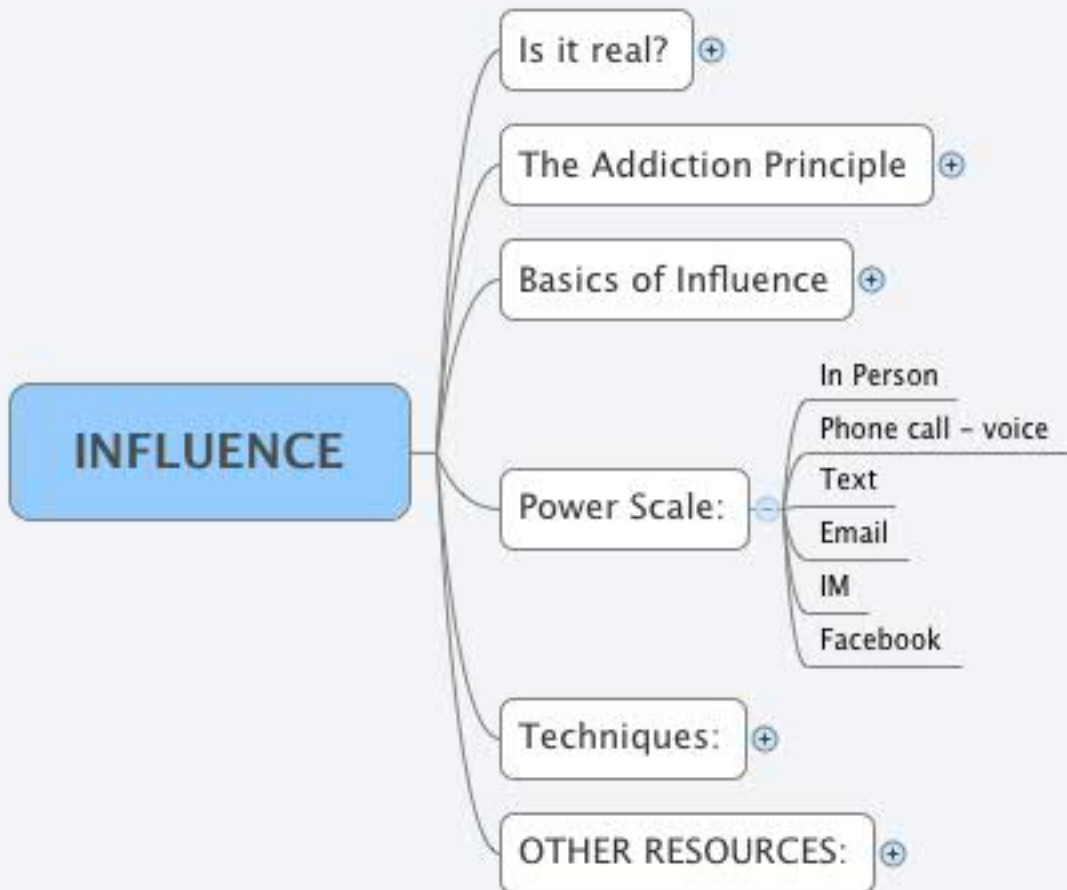 Is it real?
The Addiction Principle
Basics of Influence
INFLUENCE
Power Scale:
In Person
Phone call - voice
Text
Email
IM
Facebook
Techniques:
OTHER RESOURCES: